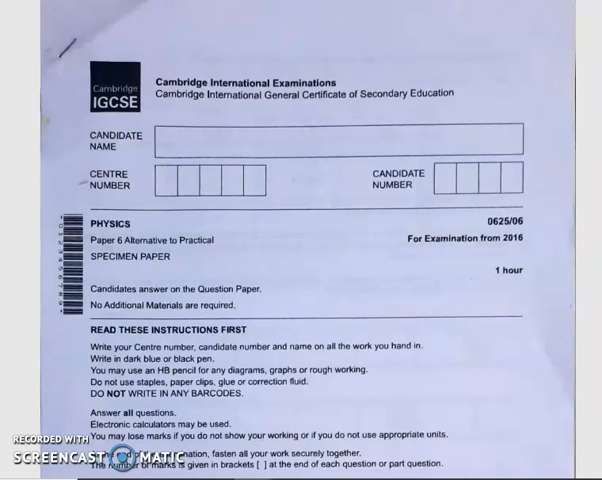 Cambridge
IGCSE
Cambridge International Examinations
Cambridge International General Certificate of Secondary Education
CANDIDATE
NAME
CENTRE
NUMBER
CANDIDATE
NUMBER
PHYSICS
0625/06
Paper 6 Alternative to Practical
For Examination from 2016
SPECIMEN PAPER
1 hour
Candidates answer on the Question Paper.
No Additional Materials are required.
READ THESE INSTRUCTIONS FIRST
Write your Centre number, candidate number and name on all the work you hand in.
Write in dark blue or black pen.
You may use an HB pencil for any diagrams, graphs or rough working.
Do not use staples, paper clips, glue or correction fluid.
DO NOT WRITE IN ANY BARCODES.
Answer all questions.
Electronic calculators may be used.
You may lose marks if you do not show your working or if you do not use appropriate units.
fasten all your work securely together.
The number of marks is given in brackets [ ] at the end of each question or part question.
*0123456789*
RECORDED WITH
SCREENCAST MATIC